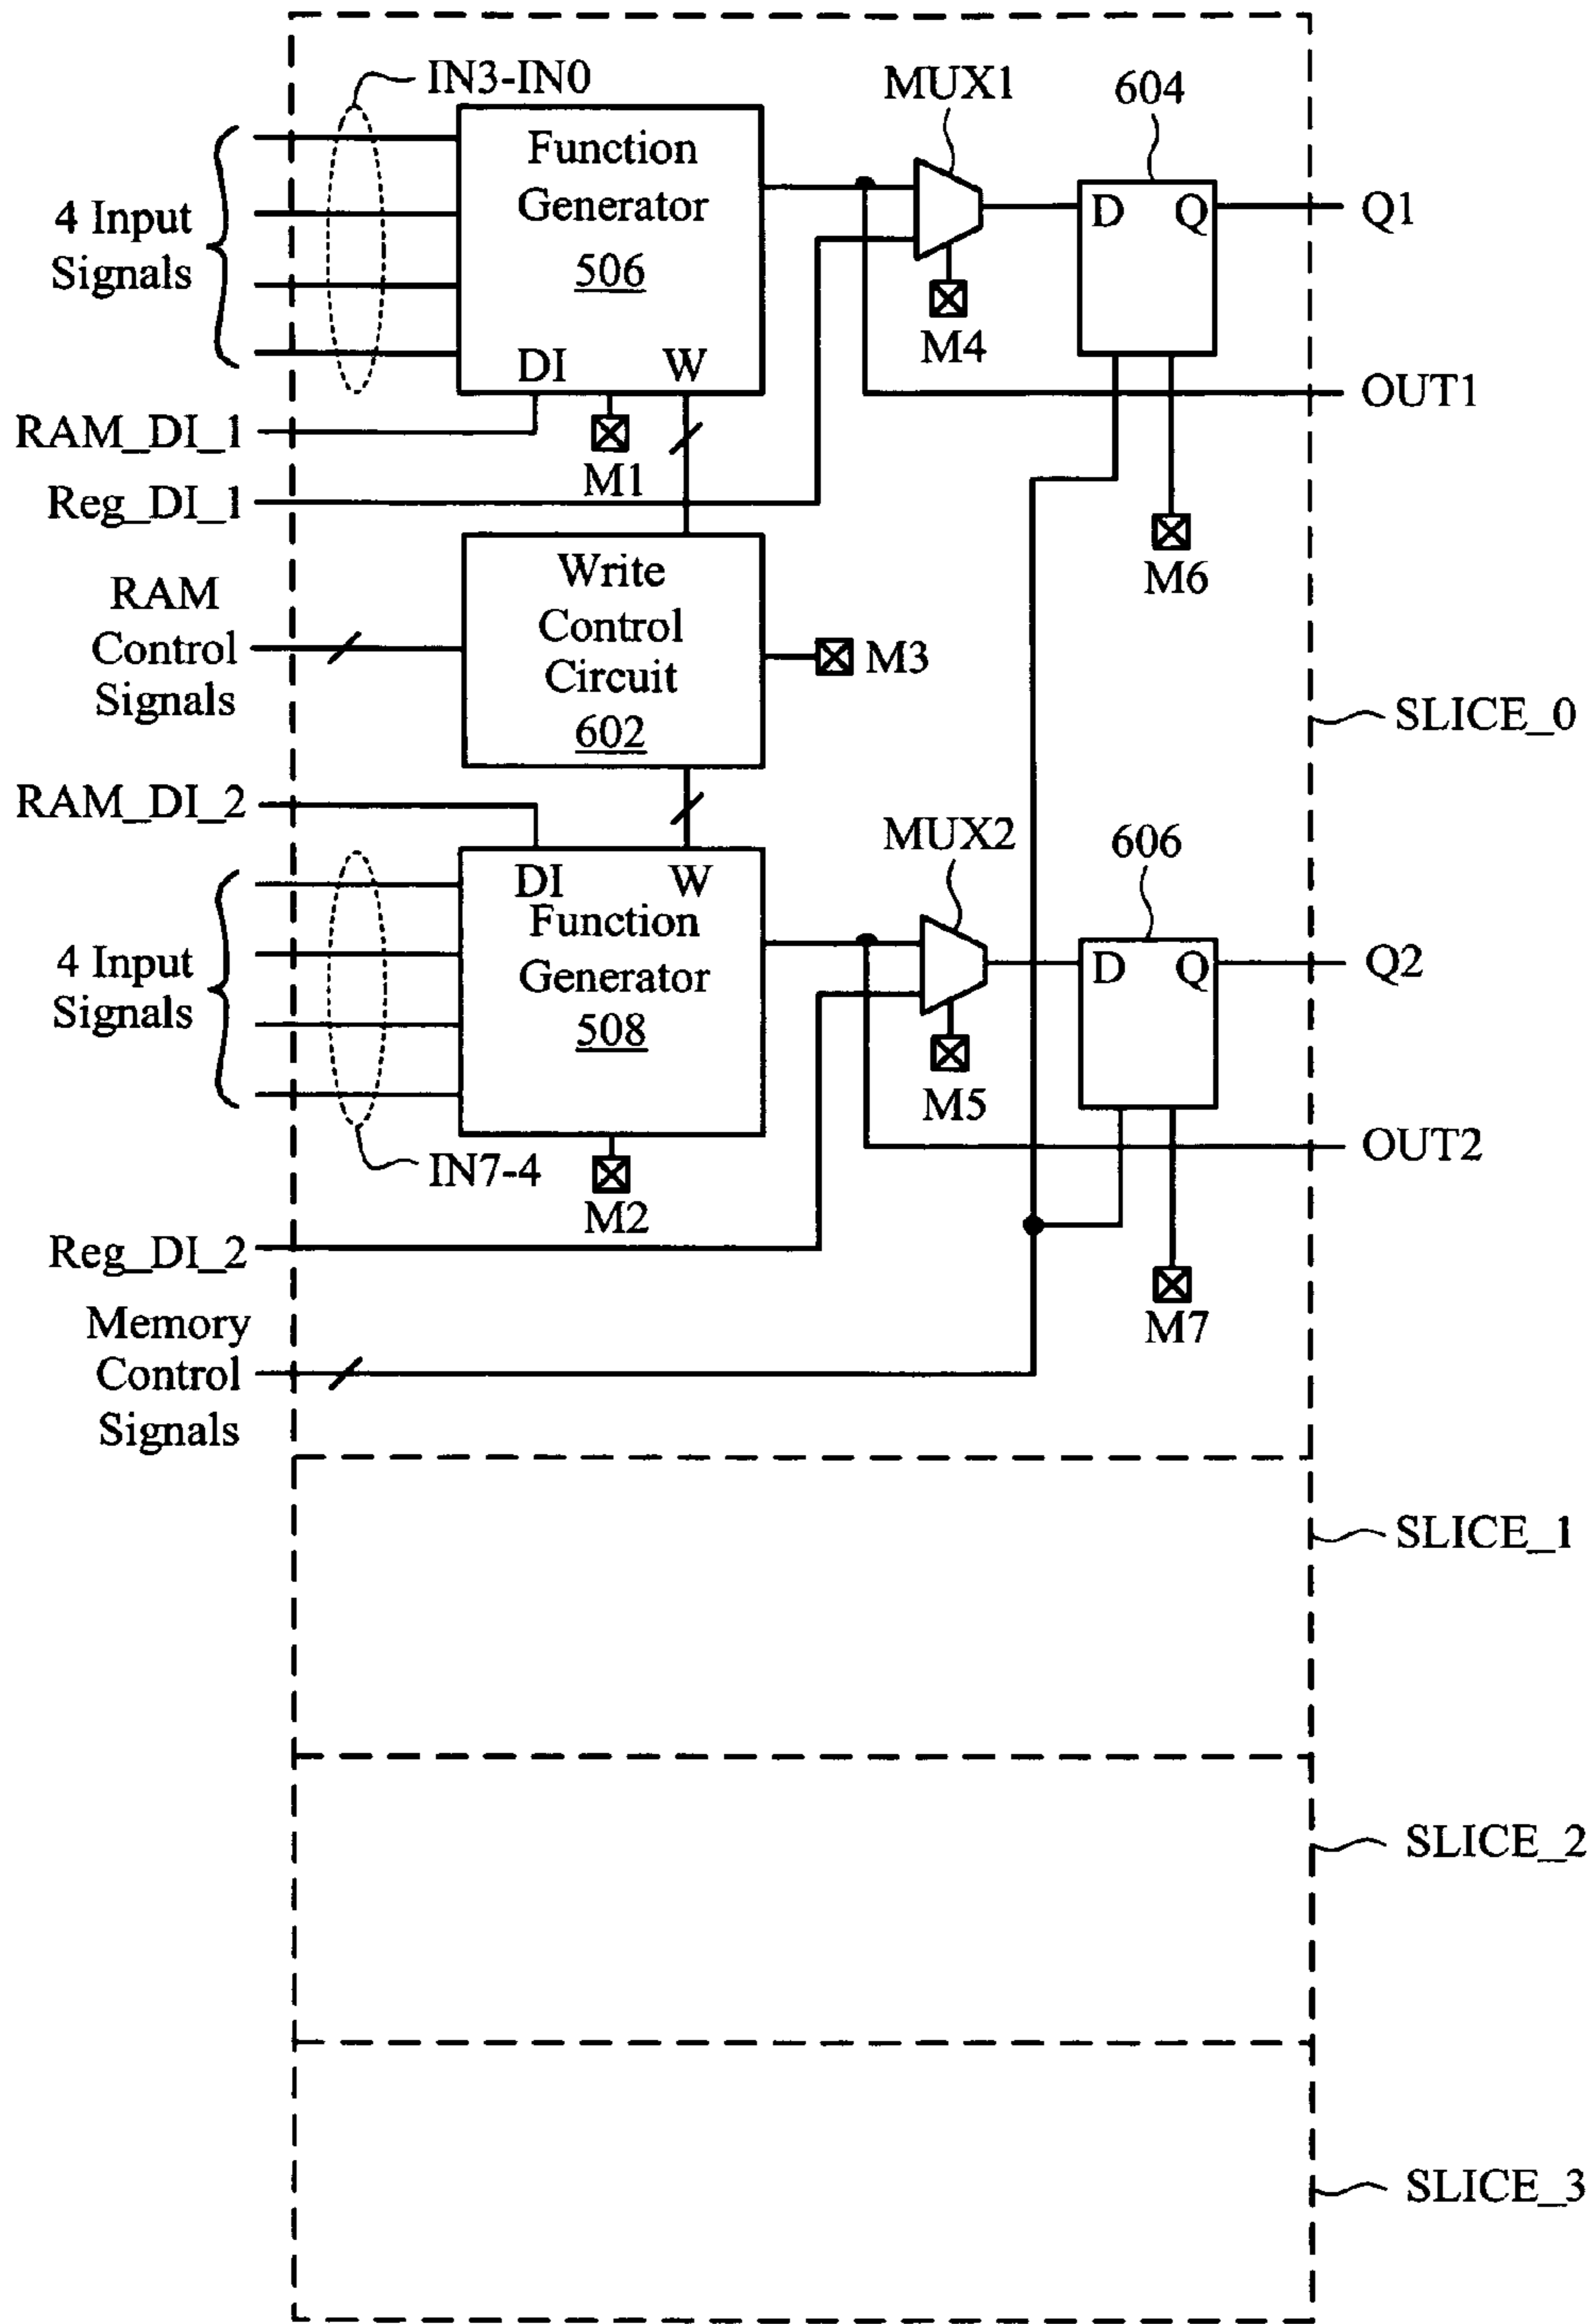 IN3-IN0
MUX1
604
4 Input
Signals
Function
Generator
506
DI
W
D
Q
Q1
M4
OUT1
RAM_DI_1
M1
Reg_DI_1
M6
RAM
Control
Signals
Write
Control
Circuit
602
M3
SLICE_0
RAM_DI_2
MUX2
606
4 Input
Signals
DI
W
Function
Generator
508
D
Q
Q2
M5
OUT2
IN7-4
M2
Reg_DI_2
M7
Memory
Control
Signals
SLICE_1
SLICE_2
SLICE_3